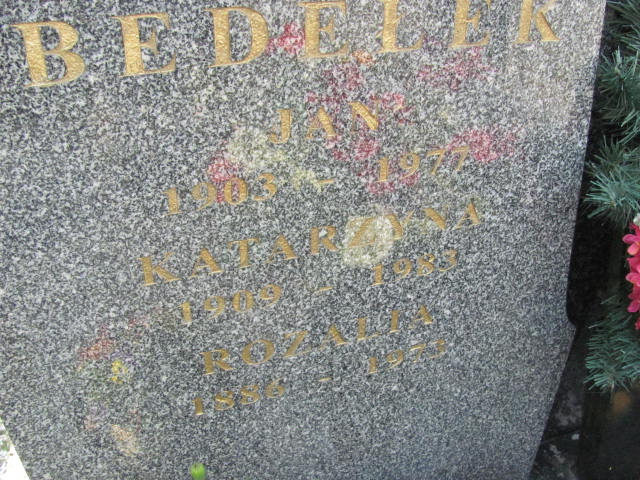 BEDEŁEK
JAN
1903 - 1977
KATARZYNA
1909 - 1983
ROZALIA
1886 - 1973